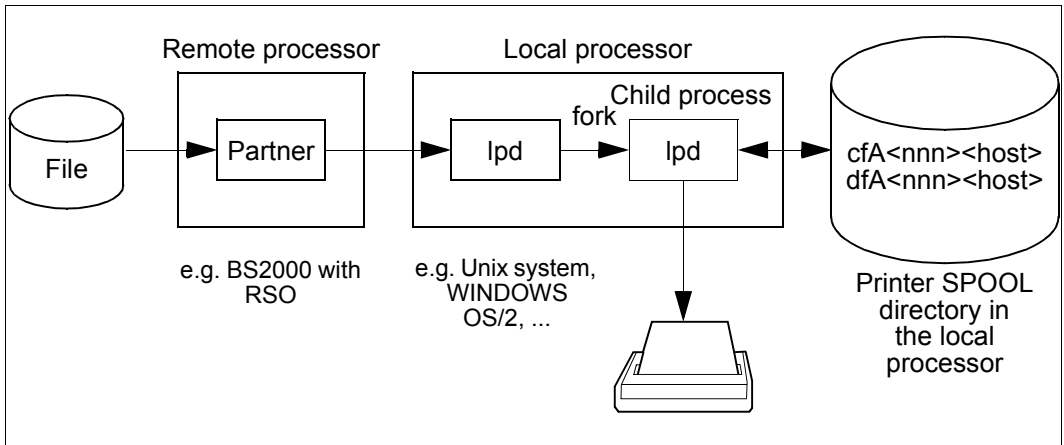 Remote processor
Local processor
Child process
fork
File
Partner
lpd
lpd
cfA<nnn><host>
dfA<nnn><host>
e.g. BS2000 with
RSO
e.g. Unix system,
WINDOWS
OS/2, ...
Printer SPOOL
directory in
the local
processor